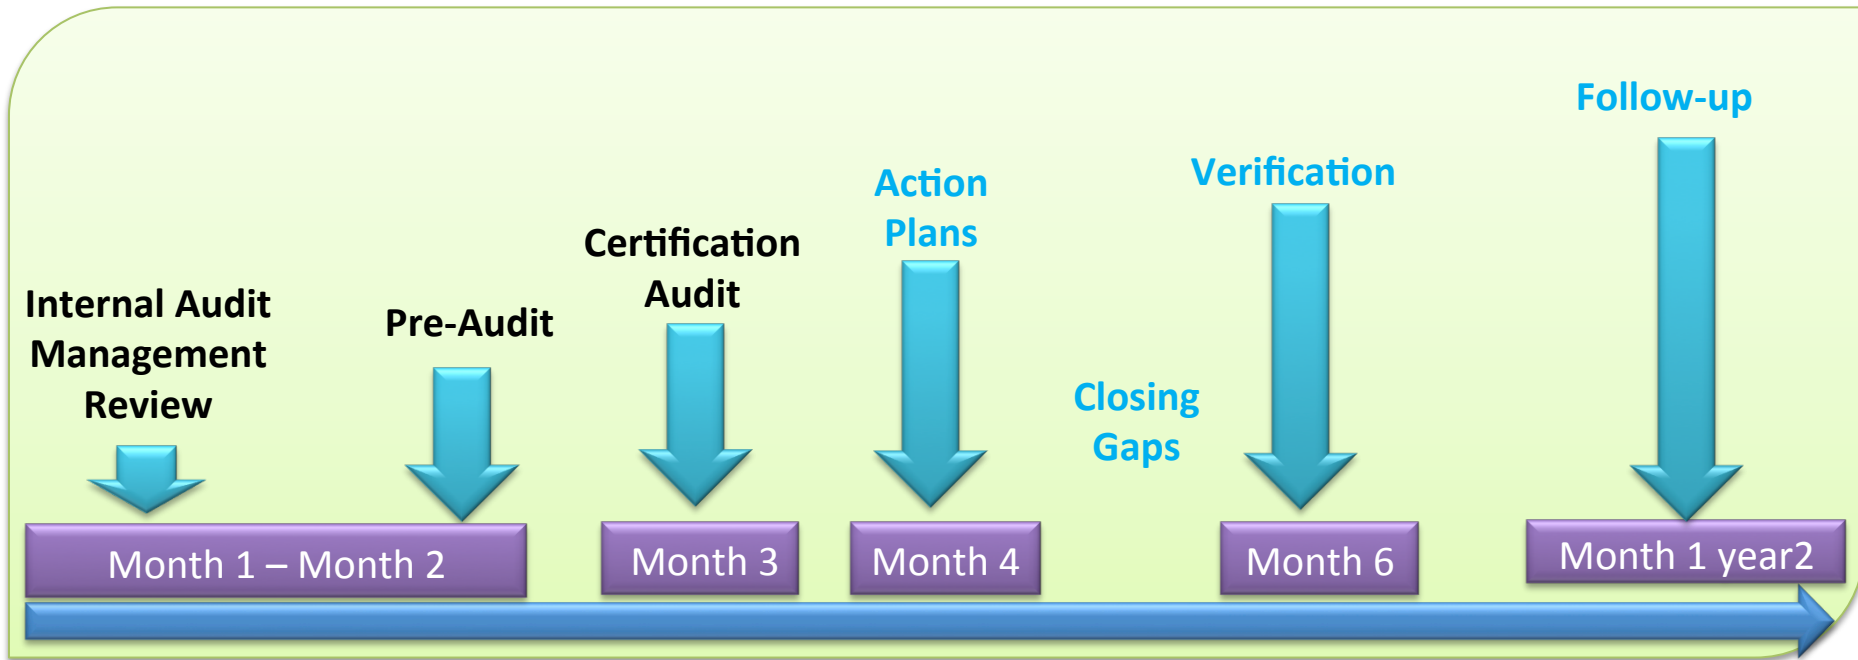 Internal Audit
Management
Review
Pre-Audit
Certification
Audit
Action
Plans
Closing
Gaps
Verification
Follow-up
Month 1 – Month 2
Month 3
Month 4
Month 6
Month 1 year2